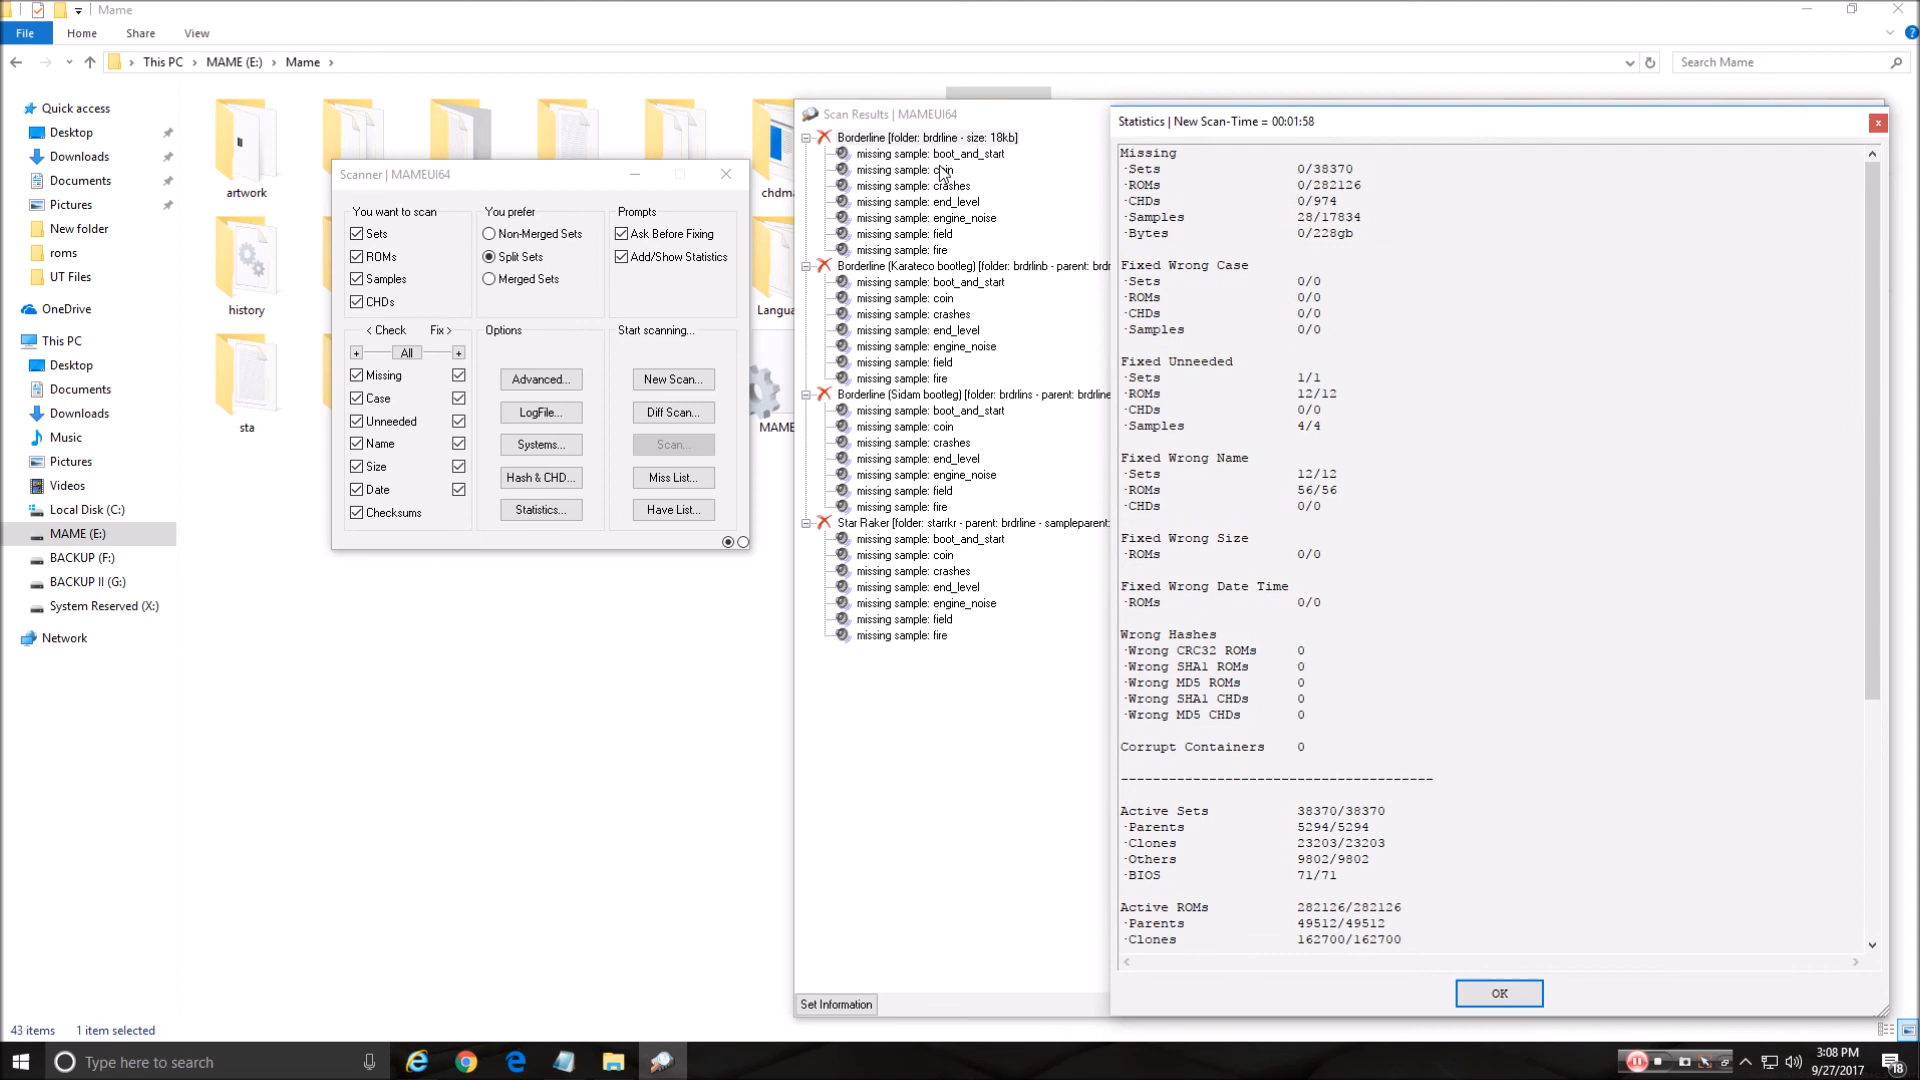 Mame
File Home Share View
This PC › MAME (E:) › Mame ›
Search Mame
Quick access
Desktop
Downloads
Documents
Pictures
New folder
roms
UT Files
OneDrive
This PC
Desktop
Documents
Downloads
Music
Pictures
Videos
Local Disk (C:)
MAME (E:)
BACKUP (F:)
BACKUP II (G:)
System Reserved (X:)
Network
artwork
history
sta
chdma
Langua
MAME
Scanner | MAMEUI64
You want to scan
Sets
ROMs
Samples
CHDs
You prefer
Non-Merged Sets
Split Sets
Merged Sets
Prompts
Ask Before Fixing
Add/Show Statistics
< Check Fix >
+ All +
Missing
Case
Unneeded
Name
Size
Date
Checksums
Options
Advanced...
LogFile...
Systems...
Hash & CHD...
Statistics...
Start scanning...
New Scan...
Diff Scan...
Scan...
Miss List...
Have List...
Scan Results | MAMEUI64
Borderline [folder: brdrline - size: 18kb]
missing sample: boot_and_start
missing sample: coin
missing sample: crashes
missing sample: end_level
missing sample: engine_noise
missing sample: field
missing sample: fire
Borderline (Karateco bootleg) [folder: brdrlinb - parent: brdr
missing sample: boot_and_start
missing sample: coin
missing sample: crashes
missing sample: end_level
missing sample: engine_noise
missing sample: field
missing sample: fire
Borderline (Sidam bootleg) [folder: brdrlins - parent: brdrline
missing sample: boot_and_start
missing sample: coin
missing sample: crashes
missing sample: end_level
missing sample: engine_noise
missing sample: field
missing sample: fire
Star Raker [folder: starrkr - parent: brdrline - sampleparent:
missing sample: boot_and_start
missing sample: coin
missing sample: crashes
missing sample: end_level
missing sample: engine_noise
missing sample: field
missing sample: fire
Set Information
Statistics | New Scan-Time = 00:01:58
Missing
·Sets 0/38370
·ROMs 0/282126
·CHDs 0/974
·Samples 28/17834
·Bytes 0/228gb
Fixed Wrong Case
·Sets 0/0
·ROMs 0/0
·CHDs 0/0
·Samples 0/0
Fixed Unneeded
·Sets 1/1
·ROMs 12/12
·CHDs 0/0
·Samples 4/4
Fixed Wrong Name
·Sets 12/12
·ROMs 56/56
·CHDs 0/0
Fixed Wrong Size
·ROMs 0/0
Fixed Wrong Date Time
·ROMs 0/0
Wrong Hashes
·Wrong CRC32 ROMs 0
·Wrong SHA1 ROMs 0
·Wrong MD5 ROMs 0
·Wrong SHA1 CHDs 0
·Wrong MD5 CHDs 0
Corrupt Containers 0
---------------------------------------
Active Sets 38370/38370
·Parents 5294/5294
·Clones 23203/23203
·Others 9802/9802
·BIOS 71/71
Active ROMs 282126/282126
·Parents 49512/49512
·Clones 162700/162700
OK
43 items 1 item selected
Type here to search
3:08 PM
9/27/2017
18